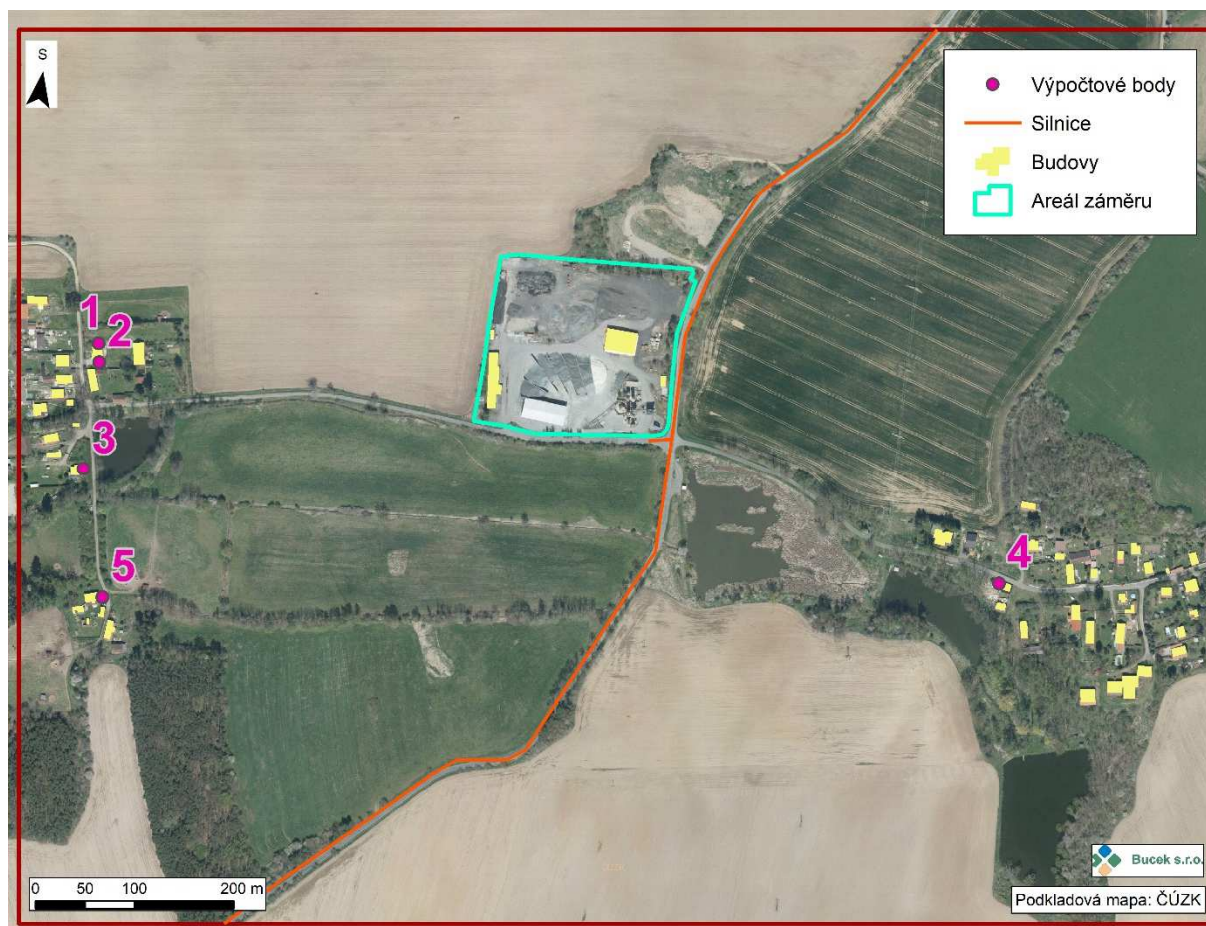 S
Výpočtové body
Silnice
Budovy
Areál záměru
1
2
3
4
5
0 50 100 200 m
ČÚZK
Bucek s.r.o.
Podkladová mapa: ČÚZK